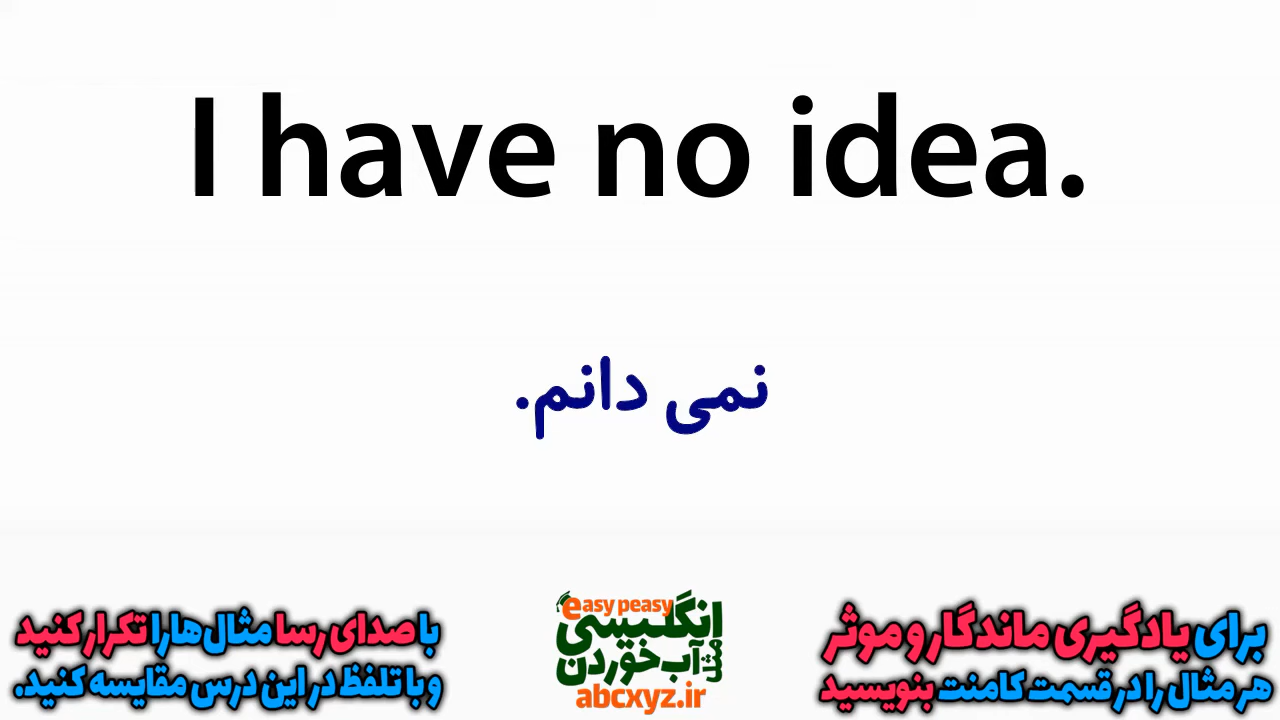 I have no idea.
نمی دانم.
با صدای رسا مثال‌ها را تکرار کنید
و با تلفظ در این درس مقایسه کنید.
easy peasy
انگلیسی
مثل
آب خوردن
abcxyz.ir
برای یادگیری ماندگار و موثر
هر مثال را در قسمت کامنت بنویسید